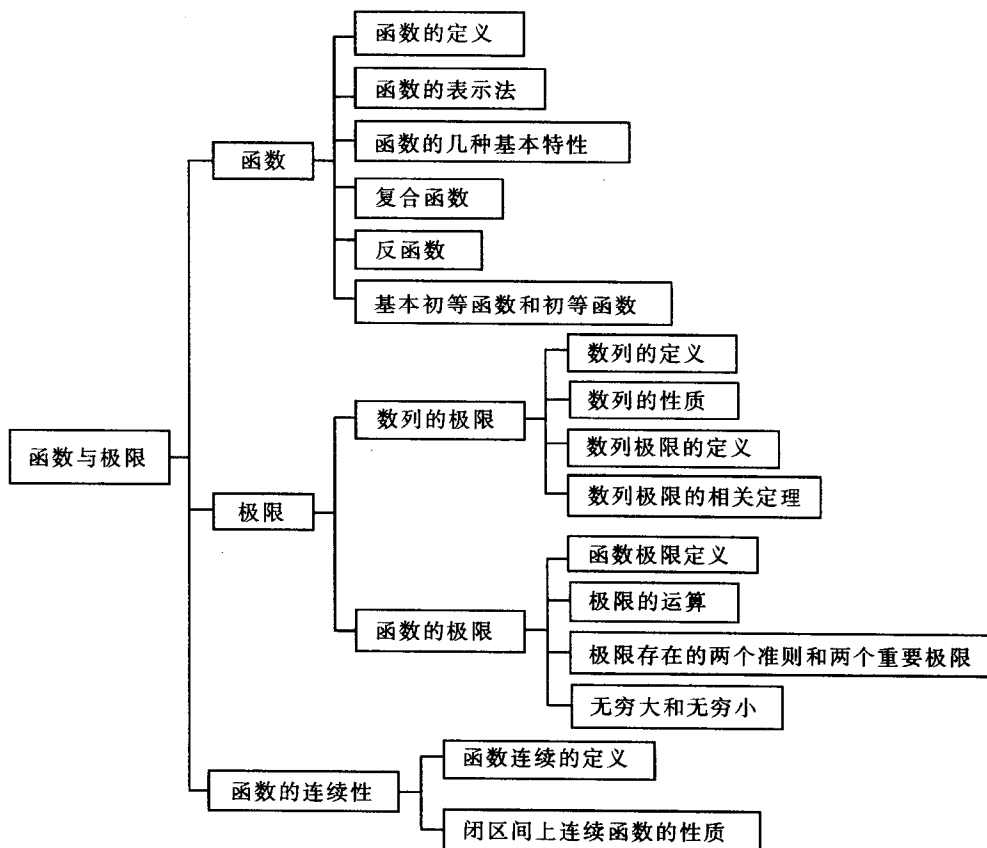 函数的定义
函数的表示法
函数的几种基本特性
函数
复合函数
反函数
基本初等函数和初等函数
数列的定义
数列的性质
数列的极限
数列极限的定义
函数与极限
数列极限的相关定理
极限
函数极限定义
极限的运算
函数的极限
极限存在的两个准则和两个重要极限
无穷大和无穷小
函数连续的定义
函数的连续性
闭区间上连续函数的性质